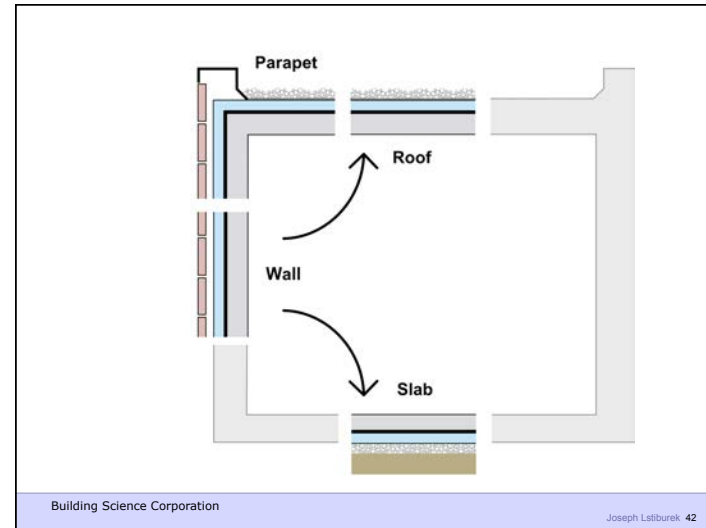 Parapet
Roof
Wall
Slab
Building Science Corporation
Joseph Lstiburek 42